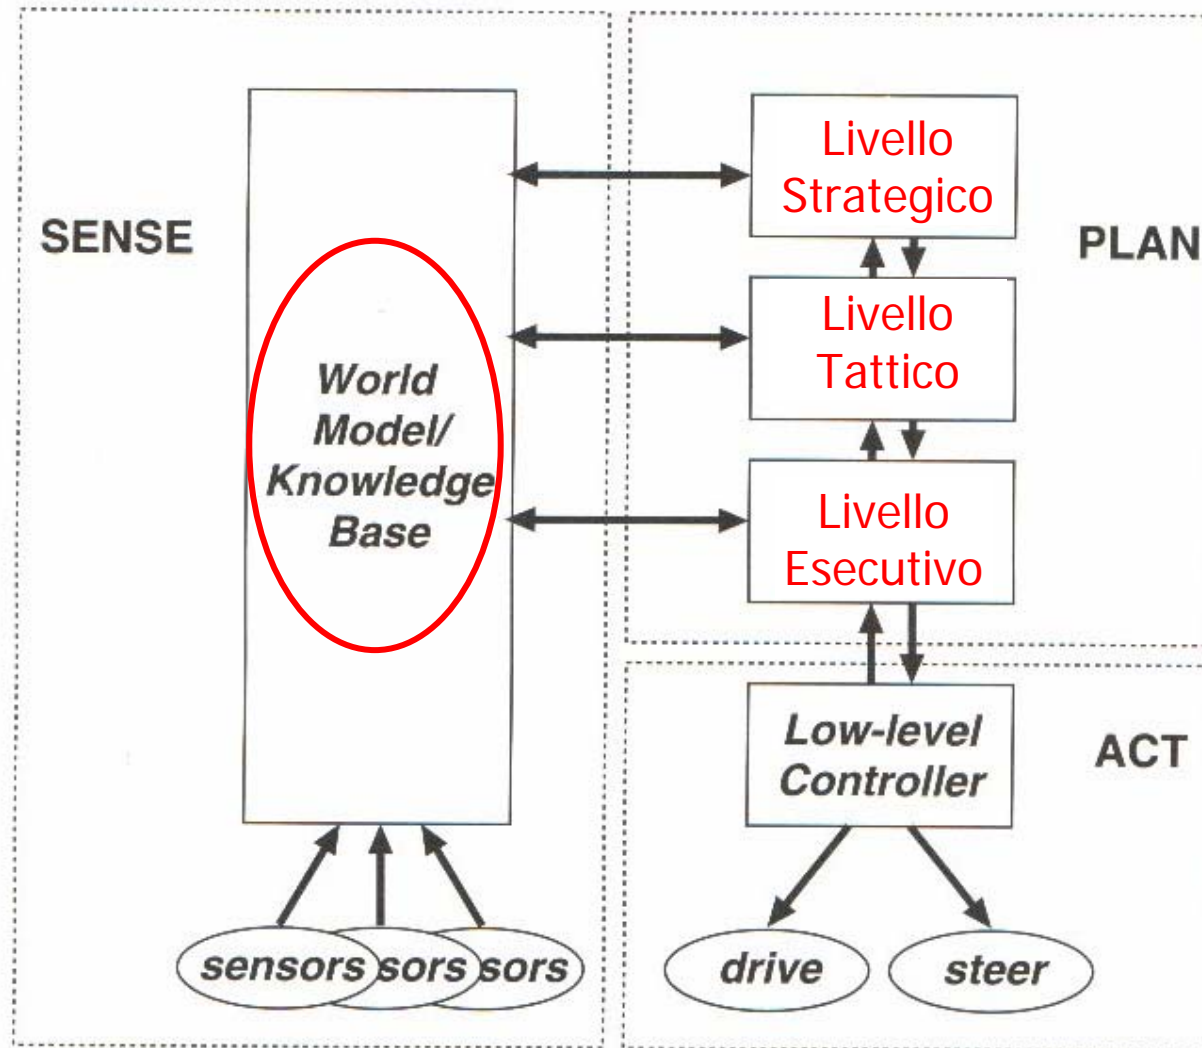 SENSE
World
Model/
Knowledge
Base
sensors
sors
sors
PLAN
Livello
Strategico
Livello
Tattico
Livello
Esecutivo
ACT
Low-level
Controller
drive
steer